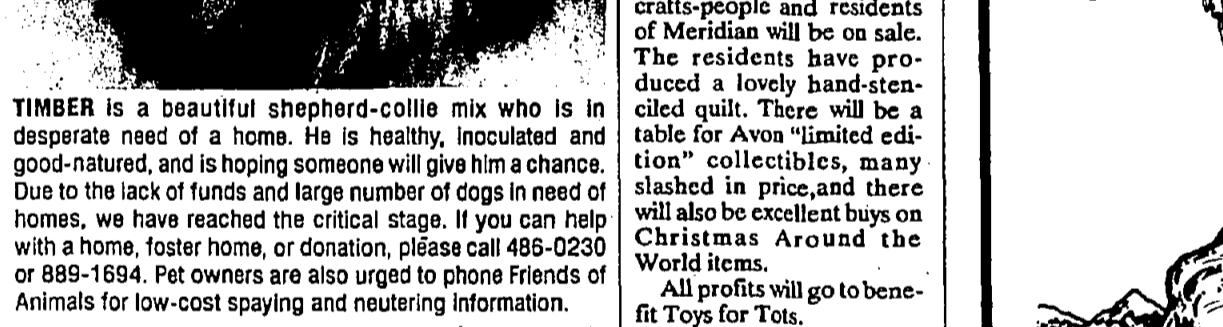 TIMBER is a beautiful shepherd-collie mix who is in
desperate need of a home. He is healthy, inoculated and
good-natured, and is hoping someone will give him a chance.
Due to the lack of funds and large number of dogs in need of
homes, we have reached the critical stage. If you can help
with a home, foster home, or donation, please call 486-0230
or 889-1694. Pet owners are also urged to phone Friends of
Animals for low-cost spaying and neutering information.
crafts-people and residents
of Meridian will be on sale.
The residents have pro-
duced a lovely hand-sten-
ciled quilt. There will be a
table for Avon "limited edi-
tion" collectibles, many
slashed in price,and there
will also be excellent buys on
Christmas Around the
World items.
All profits will go to bene-
fit Toys for Tots.